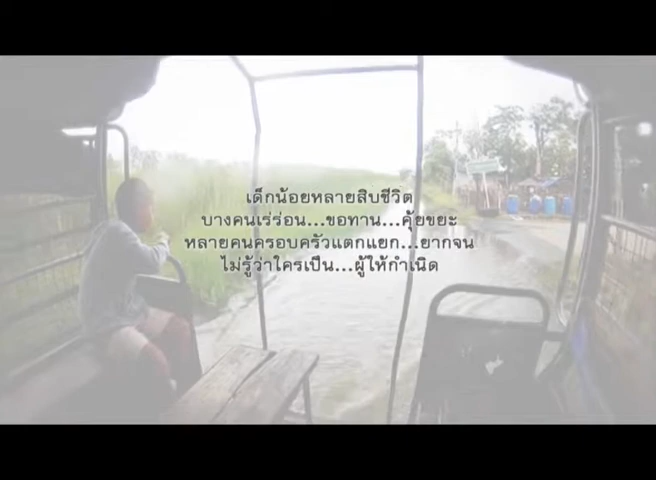 เด็กน้อยหลายสิบชีวิต
บางคนเร่ร่อน...ขอทาน...คุ้ยขยะ
หลายคนครอบครัวแตกแยก...ยากจน
ไม่รู้ว่าใครเป็น...ผู้ให้กำเนิด